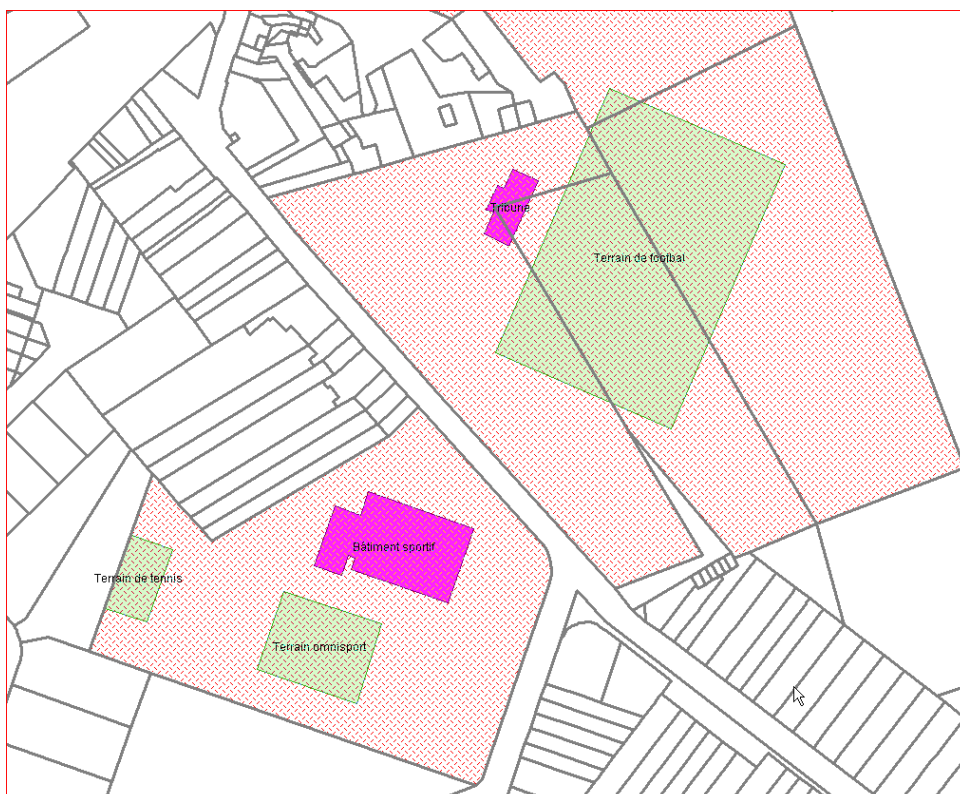 Tribune
Terrain de footbal
Bâtiment sportif
Terrain de tennis
Terrain omnisport